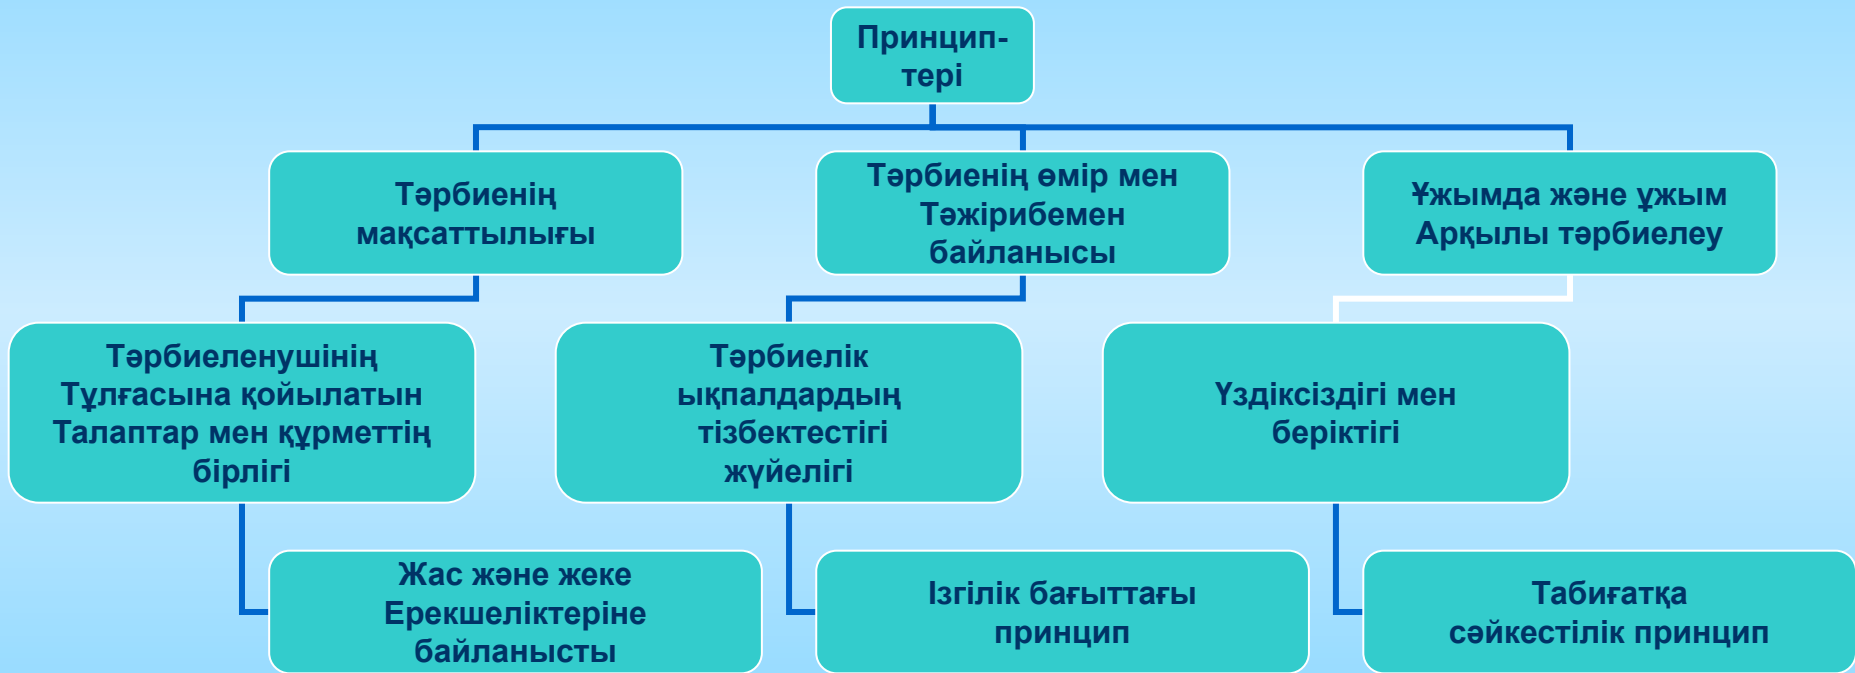 Принцип-
тері
Тәрбиенің
мақсаттылығы
Тәрбиенің өмір мен
Тәжірибемен
байланысы
Ұжымда және ұжым
Арқылы тәрбиелеу
Тәрбиеленушінің
Тұлғасына қойылатын
Талаптар мен құрметтің
бірлігі
Тәрбиелік
ықпалдардың
тізбектестігі
жүйелігі
Үздіксіздігі мен
беріктігі
Жас және жеке
Ерекшеліктеріне
байланысты
Ізгілік бағыттағы
принцип
Табиғатқа
сәйкестілік принцип